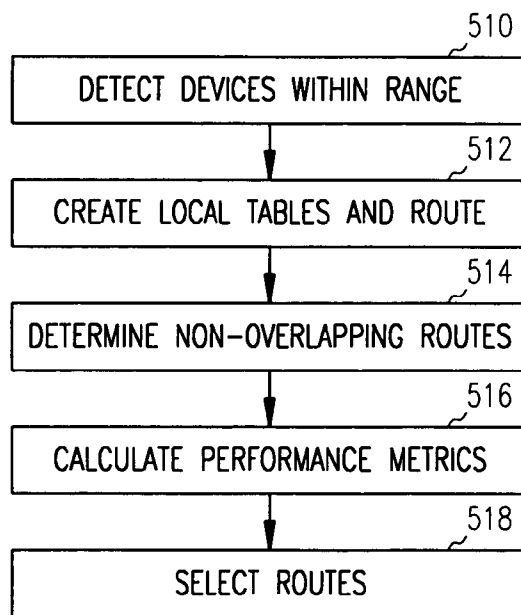 510
DETECT DEVICES WITHIN RANGE
512
CREATE LOCAL TABLES AND ROUTE
514
DETERMINE NON-OVERLAPPING ROUTES
516
CALCULATE PERFORMANCE METRICS
518
SELECT ROUTES